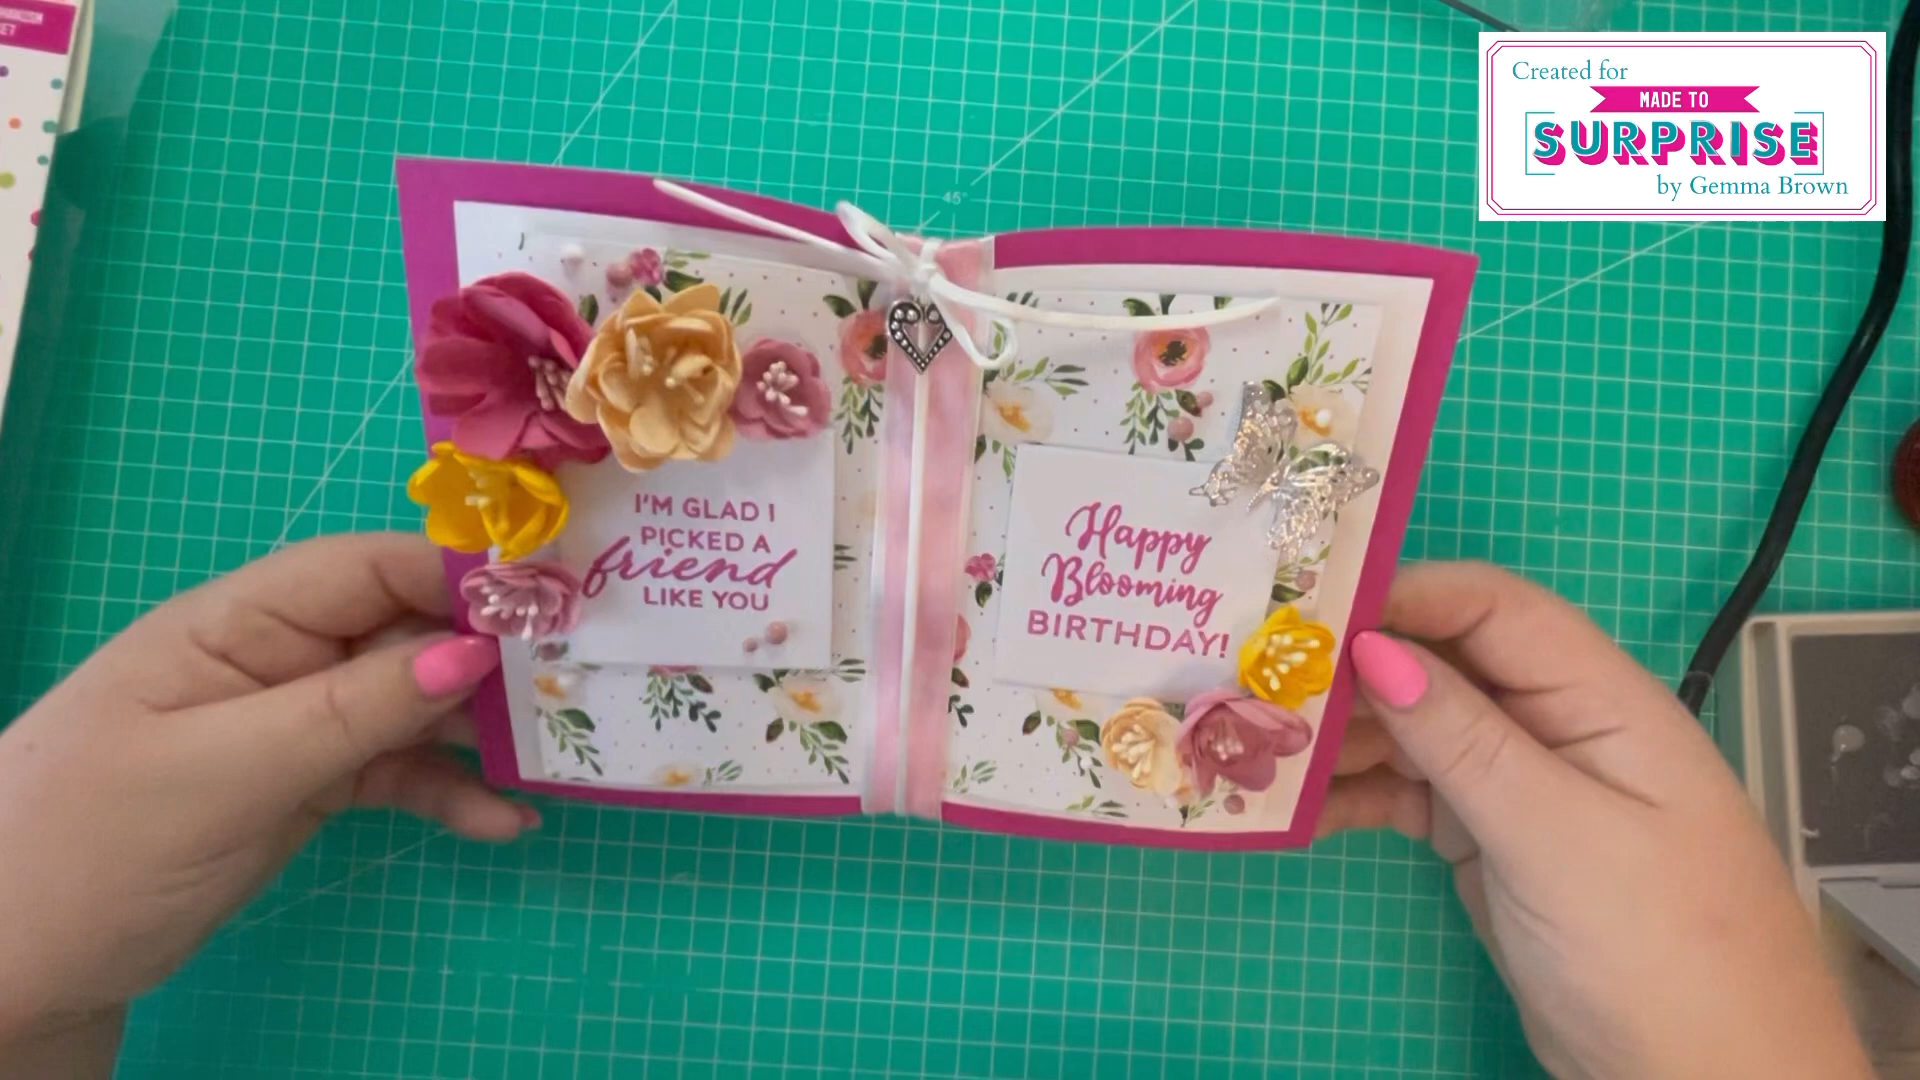 Created for
MADE TO
SURPRISE
by Gemma Brown
45°
I'M GLAD I
PICKED A
friend
LIKE YOU
Happy
Blooming
BIRTHDAY!